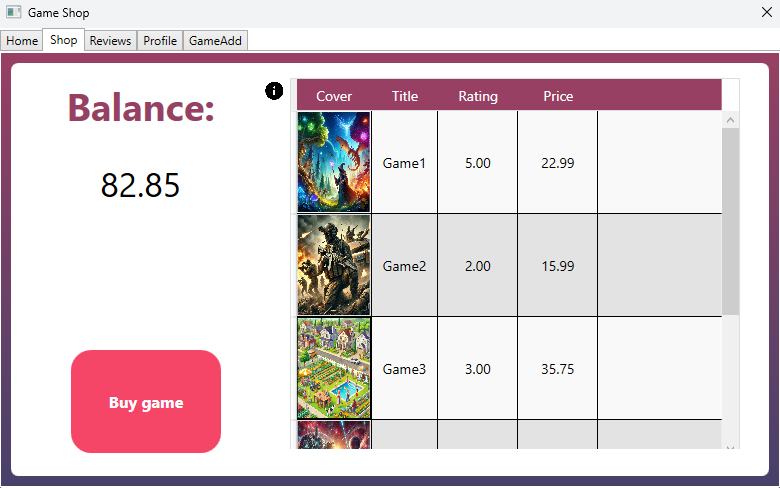 Game Shop
Home Shop Reviews Profile GameAdd
Balance:
82.85
Buy game
Cover Title Rating Price
Game1 5.00 22.99
Game2 2.00 15.99
Game3 3.00 35.75